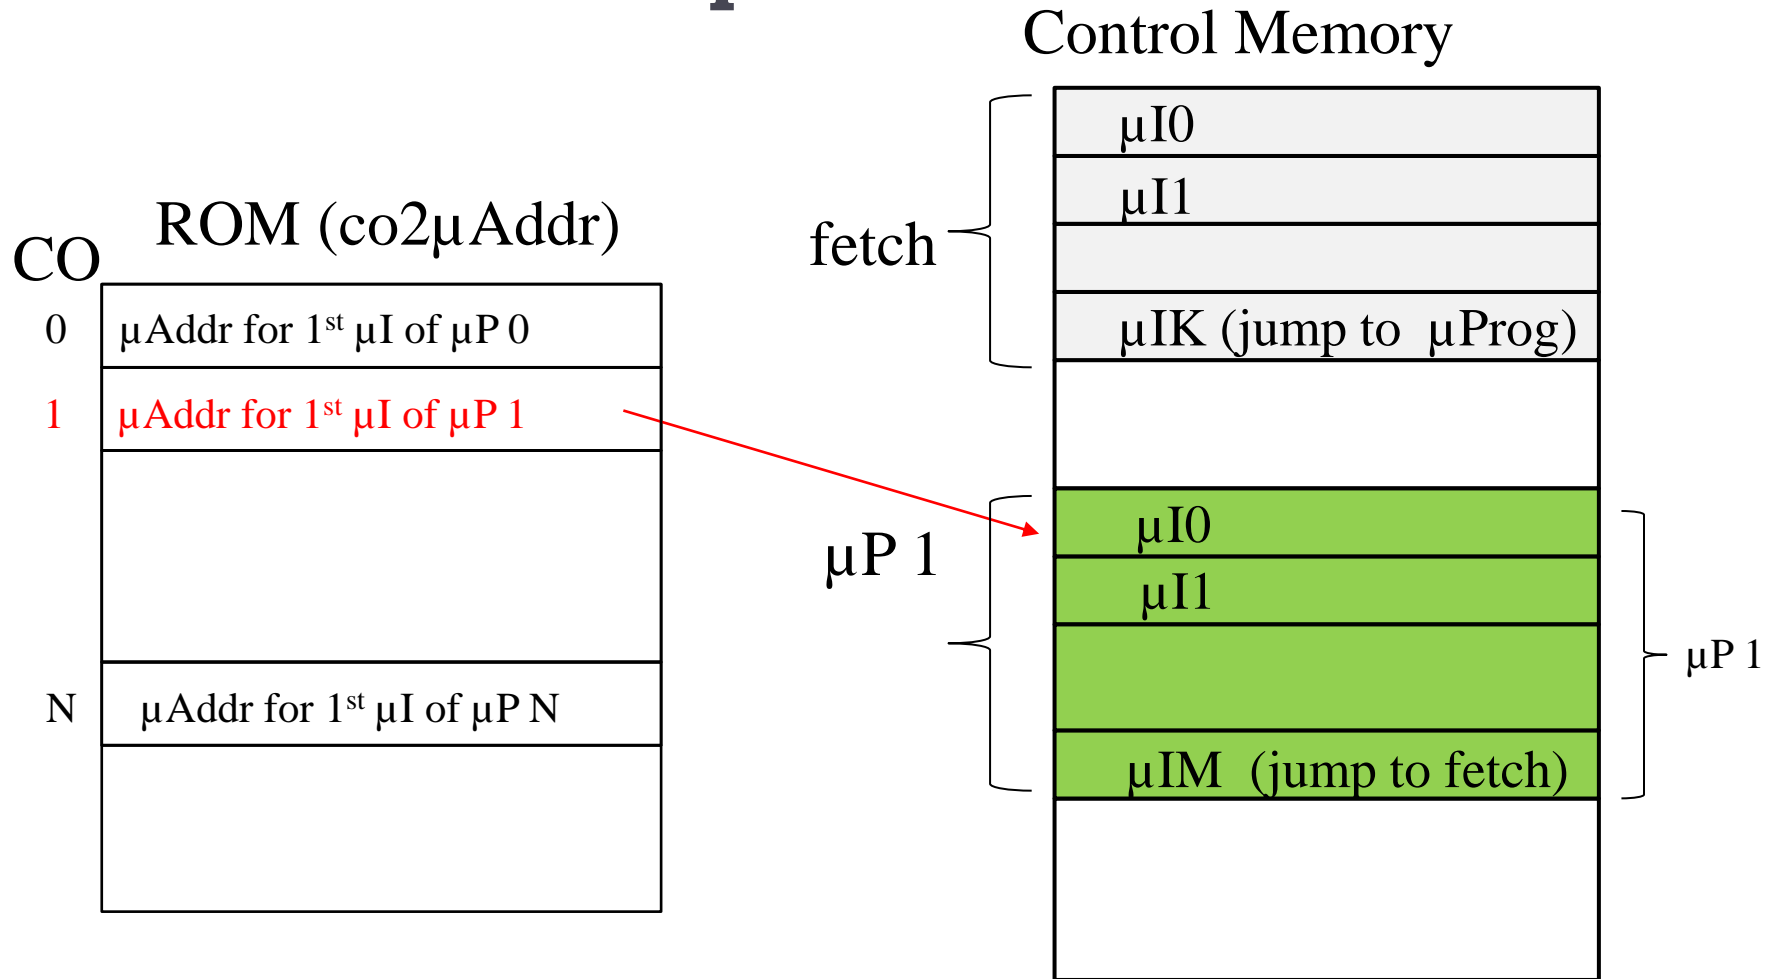 Control Memory
ROM (co2µAddr)
CO
0 µAddr for 1st µI of µP 0
1 µAddr for 1st µI of µP 1
N µAddr for 1st µI of µP N
fetch
µI0
µI1
µIK (jump to µProg)
µP 1
µI0
µI1
µIM (jump to fetch)
µP 1